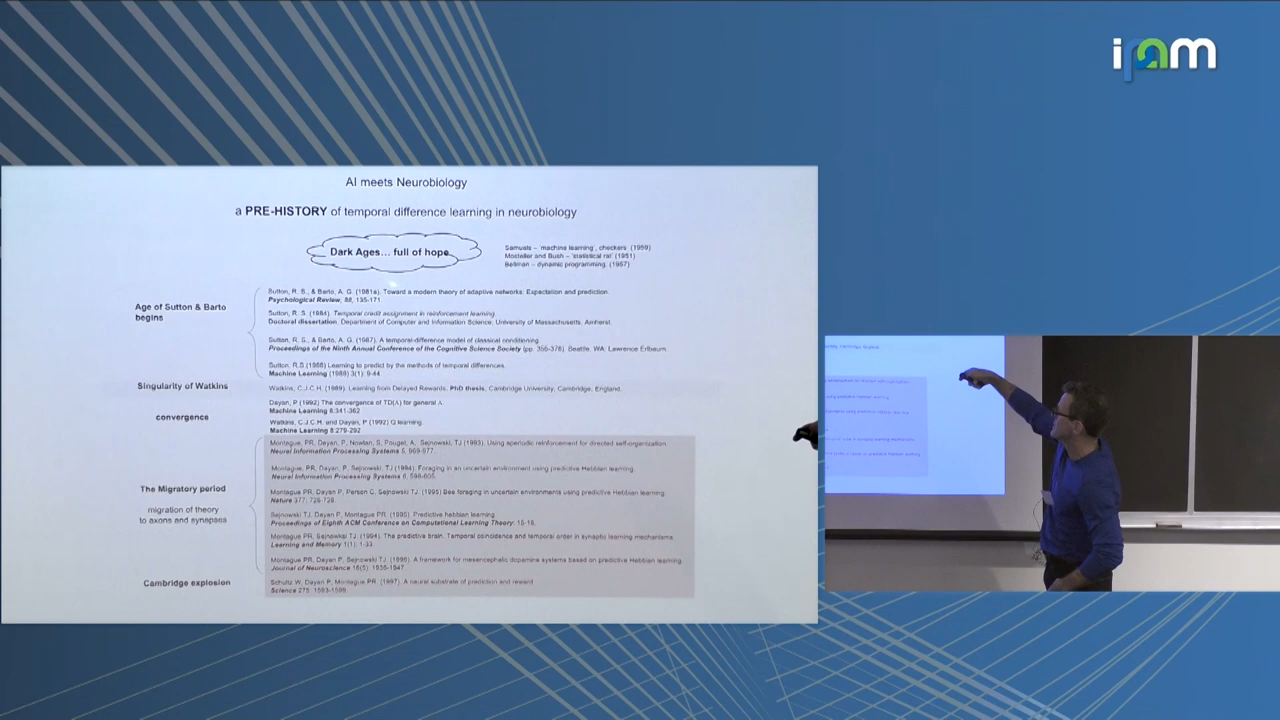 ipam
AI meets Neurobiology
a PRE-HISTORY of temporal difference learning in neurobiology
Dark Ages... full of hope
Samuels – 'machine learning', checkers (1959)
Mosteller and Bush – 'statistical rat' (1951)
Bellman – dynamic programming, (1957)
Age of Sutton & Barto
begins
Sutton, R. S., & Barto, A. G. (1981a). Toward a modern theory of adaptive networks: Expectation and prediction.
Psychological Review, 88, 135-171.
Sutton, R. S. (1984). Temporal credit assignment in reinforcement learning.
Doctoral dissertation, Department of Computer and Information Science, University of Massachusetts, Amherst.
Sutton, R. S., & Barto, A. G. (1987). A temporal-difference model of classical conditioning.
Proceedings of the Ninth Annual Conference of the Cognitive Science Society (pp. 355-378). Seattle, WA: Lawrence Erlbaum.
Sutton, R.S (1988) Learning to predict by the methods of temporal differences.
Machine Learning (1988) 3(1): 9-44.
Singularity of Watkins
Watkins, C.J.C.H. (1989). Learning from Delayed Rewards. PhD thesis, Cambridge University, Cambridge, England.
convergence
Dayan, P (1992) The convergence of TD(λ) for general λ.
Machine Learning 8:341-362
Watkins, C.J.C.H. and Dayan, P (1992) Q learning.
Machine Learning 8:279-292
The Migratory period
migration of theory
to axons and synapses
Montague, PR, Dayan, P, Nowlan, S, Pouget, A, Sejnowski, TJ (1993). Using aperiodic reinforcement for directed self-organization.
Neural Information Processing Systems 5, 969-977.
Montague, PR, Dayan, P, Sejnowski, TJ (1994). Foraging in an uncertain environment using predictive Hebbian learning.
Neural Information Processing Systems 6, 598-605.
Montague PR, Dayan P, Person C, Sejnowski TJ. (1995) Bee foraging in uncertain environments using predictive Hebbian learning.
Nature 377: 725-728.
Sejnowski TJ, Dayan P, Montague PR. (1995). Predictive hebbian learning.
Proceedings of Eighth ACM Conference on Computational Learning Theory: 15-18.
Montague PR, Sejnowski TJ. (1994). The predictive brain. Temporal coincidence and temporal order in synaptic learning mechanisms.
Learning and Memory 1(1): 1-33.
Montague PR, Dayan P, Sejnowski TJ. (1996). A framework for mesencephalic dopamine systems based on predictive Hebbian learning.
Journal of Neuroscience 16(5): 1936-1947.
Cambridge explosion
Schultz W, Dayan P, Montague PR. (1997). A neural substrate of prediction and reward.
Science 275: 1593-1599.